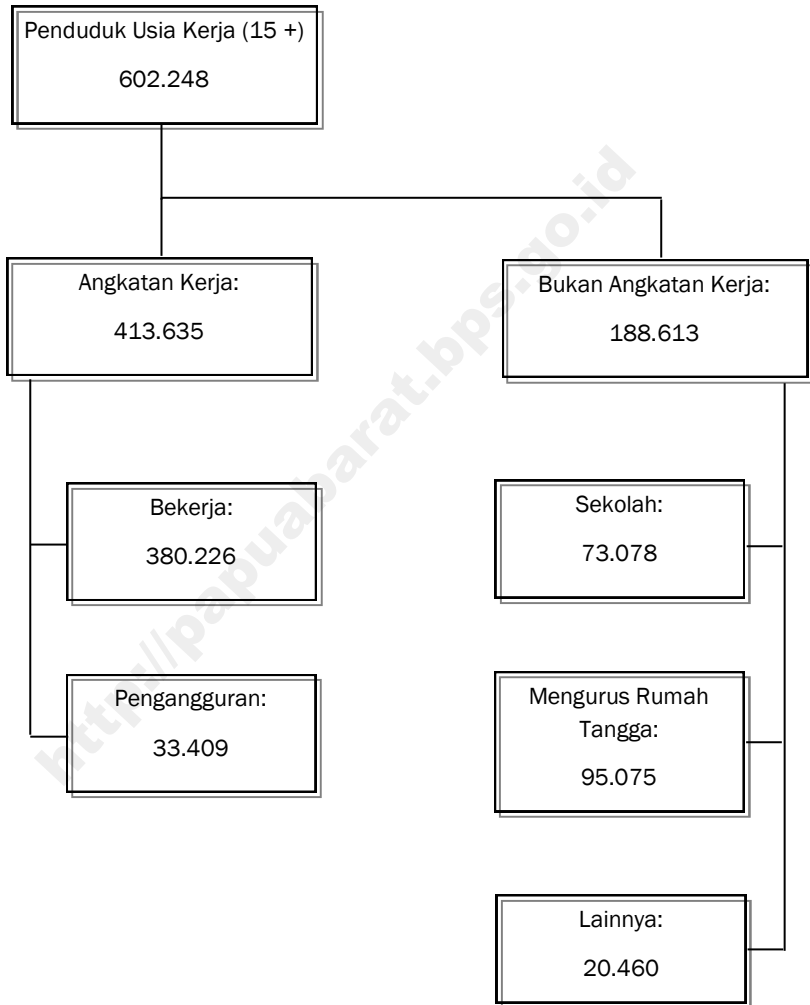 Penduduk Usia Kerja (15 +)
602.248
Angkatan Kerja:
413.635
Bukan Angkatan Kerja:
188.613
Bekerja:
380.226
Sekolah:
73.078
Pengangguran:
33.409
Mengurus Rumah
Tangga:
95.075
Lainnya:
20.460
http://papuabarat.bps.go.id